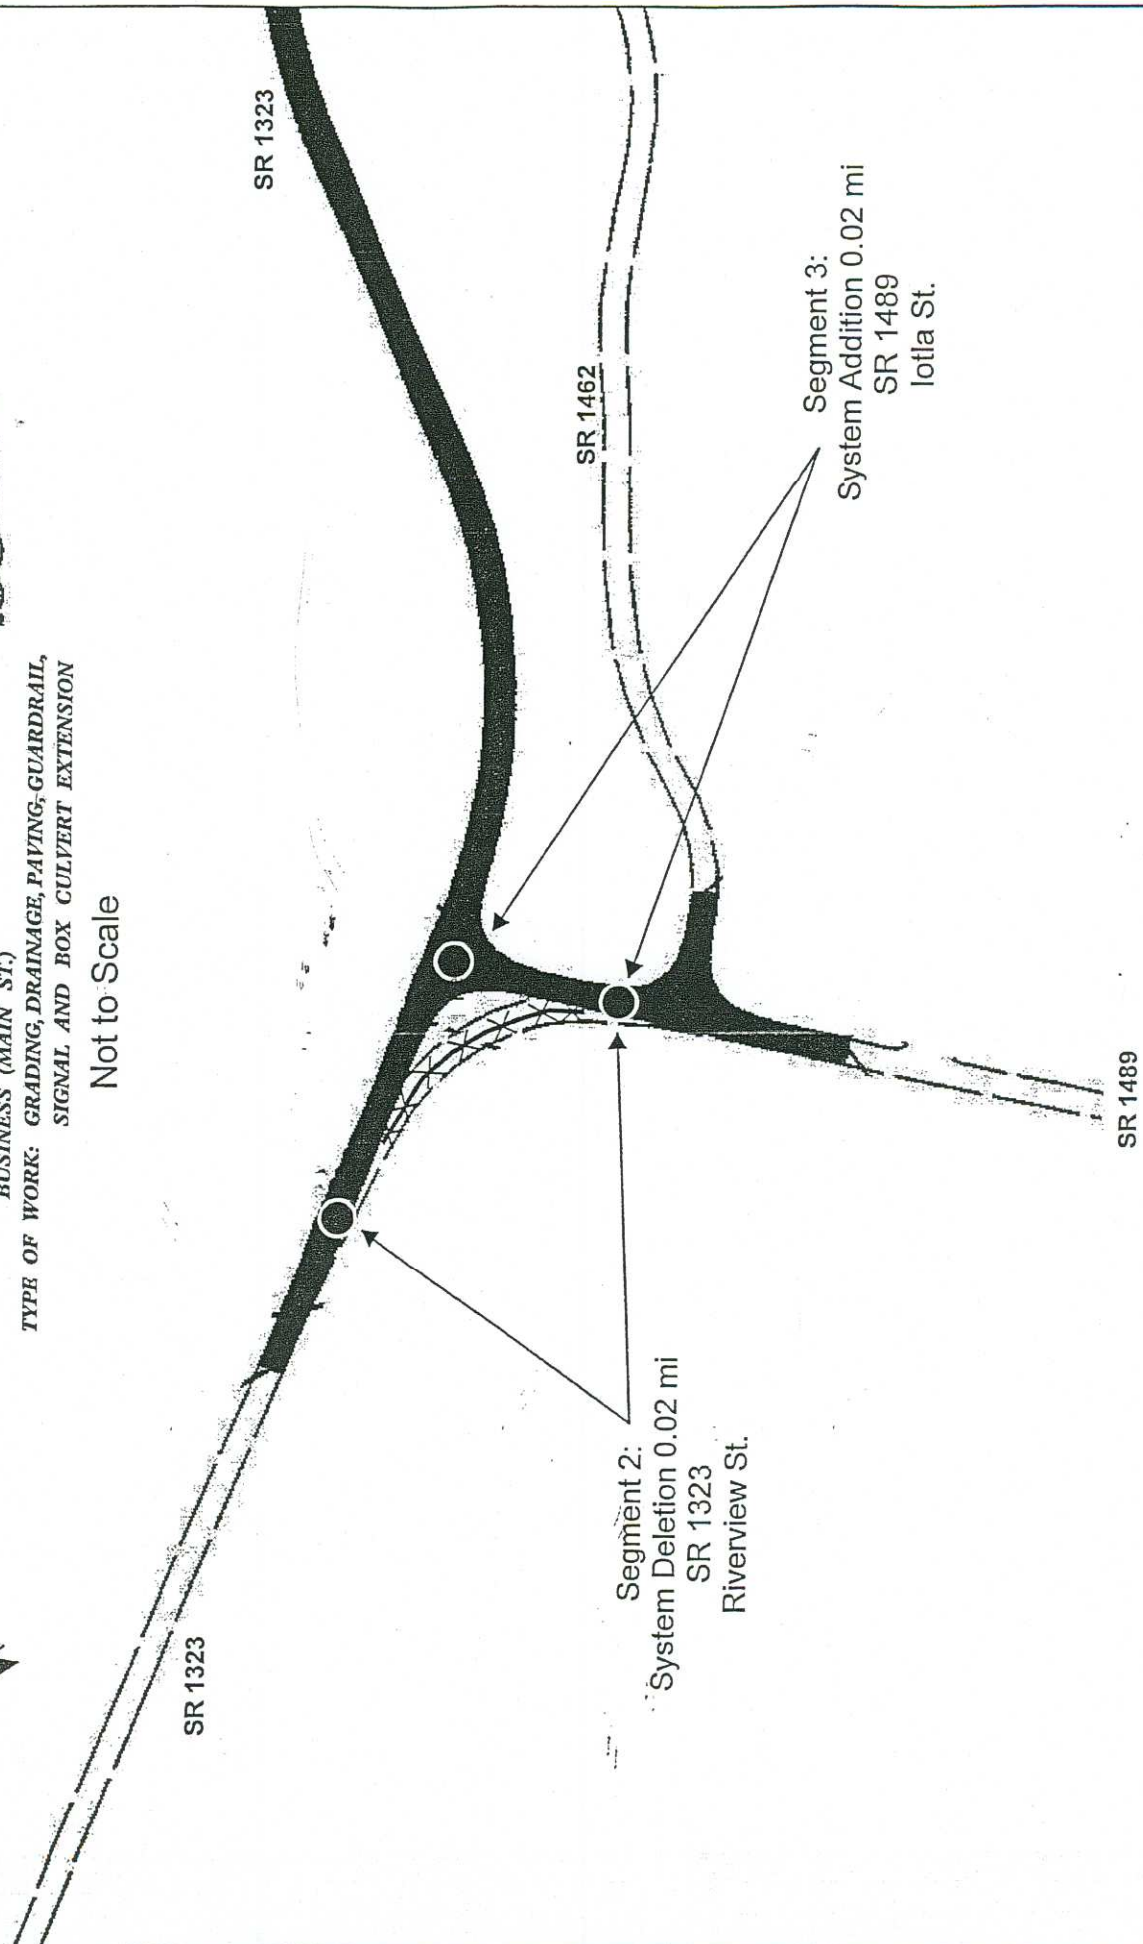 BUSINESS (MAIN ST.)
TYPE OF WORK: GRADING, DRAINAGE, PAVING, GUARDRAIL,
SIGNAL AND BOX CULVERT EXTENSION
Not to Scale
SR 1323
SR 1323
SR 1462
Segment 2:
System Deletion 0.02 mi
SR 1323
Riverview St.
Segment 3:
System Addition 0.02 mi
SR 1489
Iotla St.
SR 1489